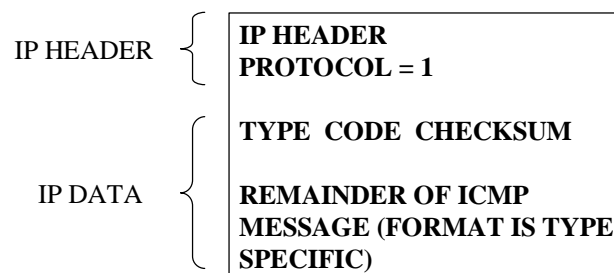 IP HEADER
IP HEADER
PROTOCOL = 1
TYPE CODE CHECKSUM
IP DATA
REMAINDER OF ICMP
MESSAGE (FORMAT IS TYPE
SPECIFIC)